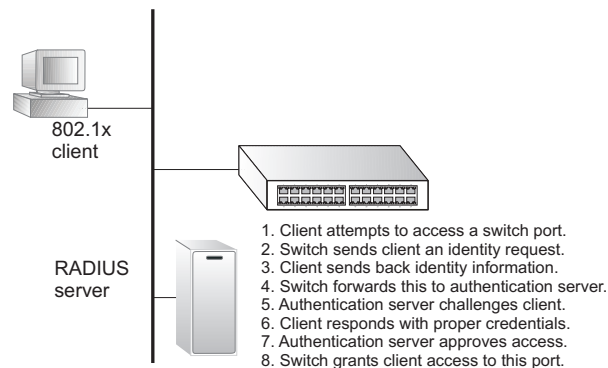 802.1x
client
RADIUS
server
1. Client attempts to access a switch port.
2. Switch sends client an identity request.
3. Client sends back identity information.
4. Switch forwards this to authentication server.
5. Authentication server challenges client.
6. Client responds with proper credentials.
7. Authentication server approves access.
8. Switch grants client access to this port.